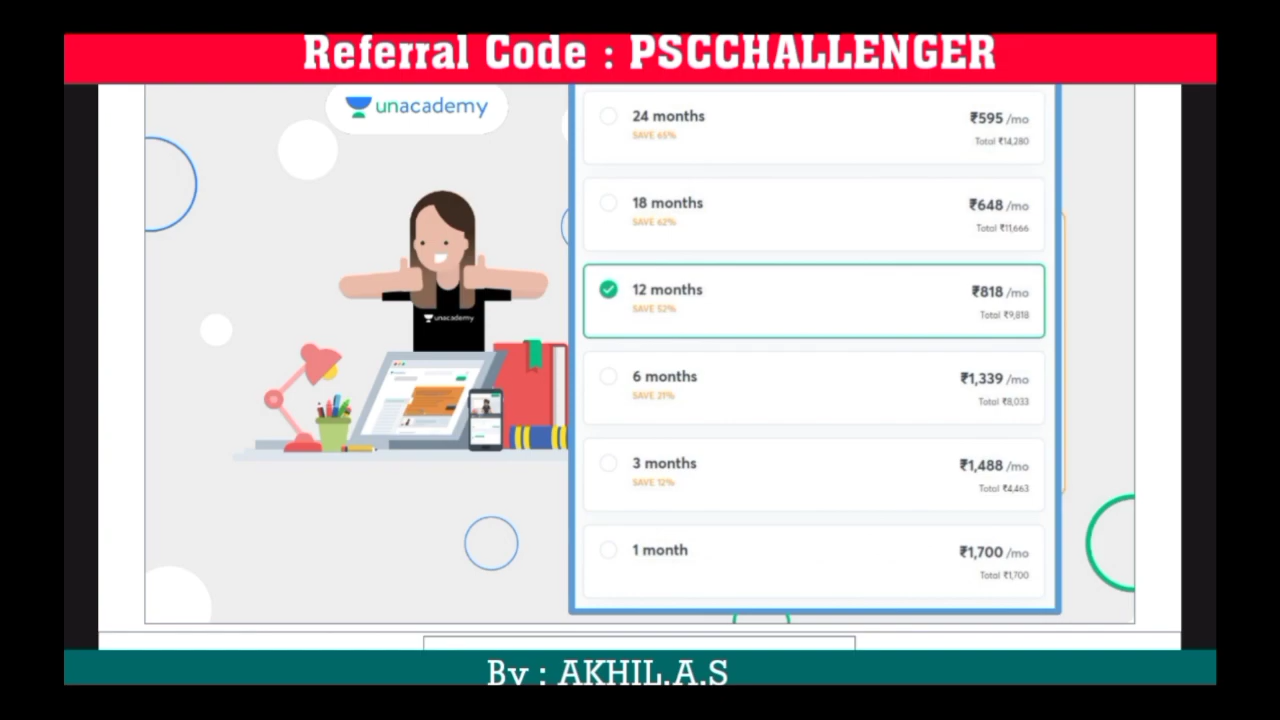 Referral Code : PSCCHALLENGER
unacademy
unacademy
24 months
₹595 /mo
SAVE 65%
Total ₹14,280
18 months
₹648 /mo
SAVE 62%
Total ₹11,666
12 months
₹818 /mo
SAVE 52%
Total ₹9,818
6 months
₹1,339 /mo
SAVE 21%
Total ₹8,033
3 months
₹1,488 /mo
SAVE 12%
Total ₹4,463
1 month
₹1,700 /mo
Total ₹1,700
By : AKHIL.A.S